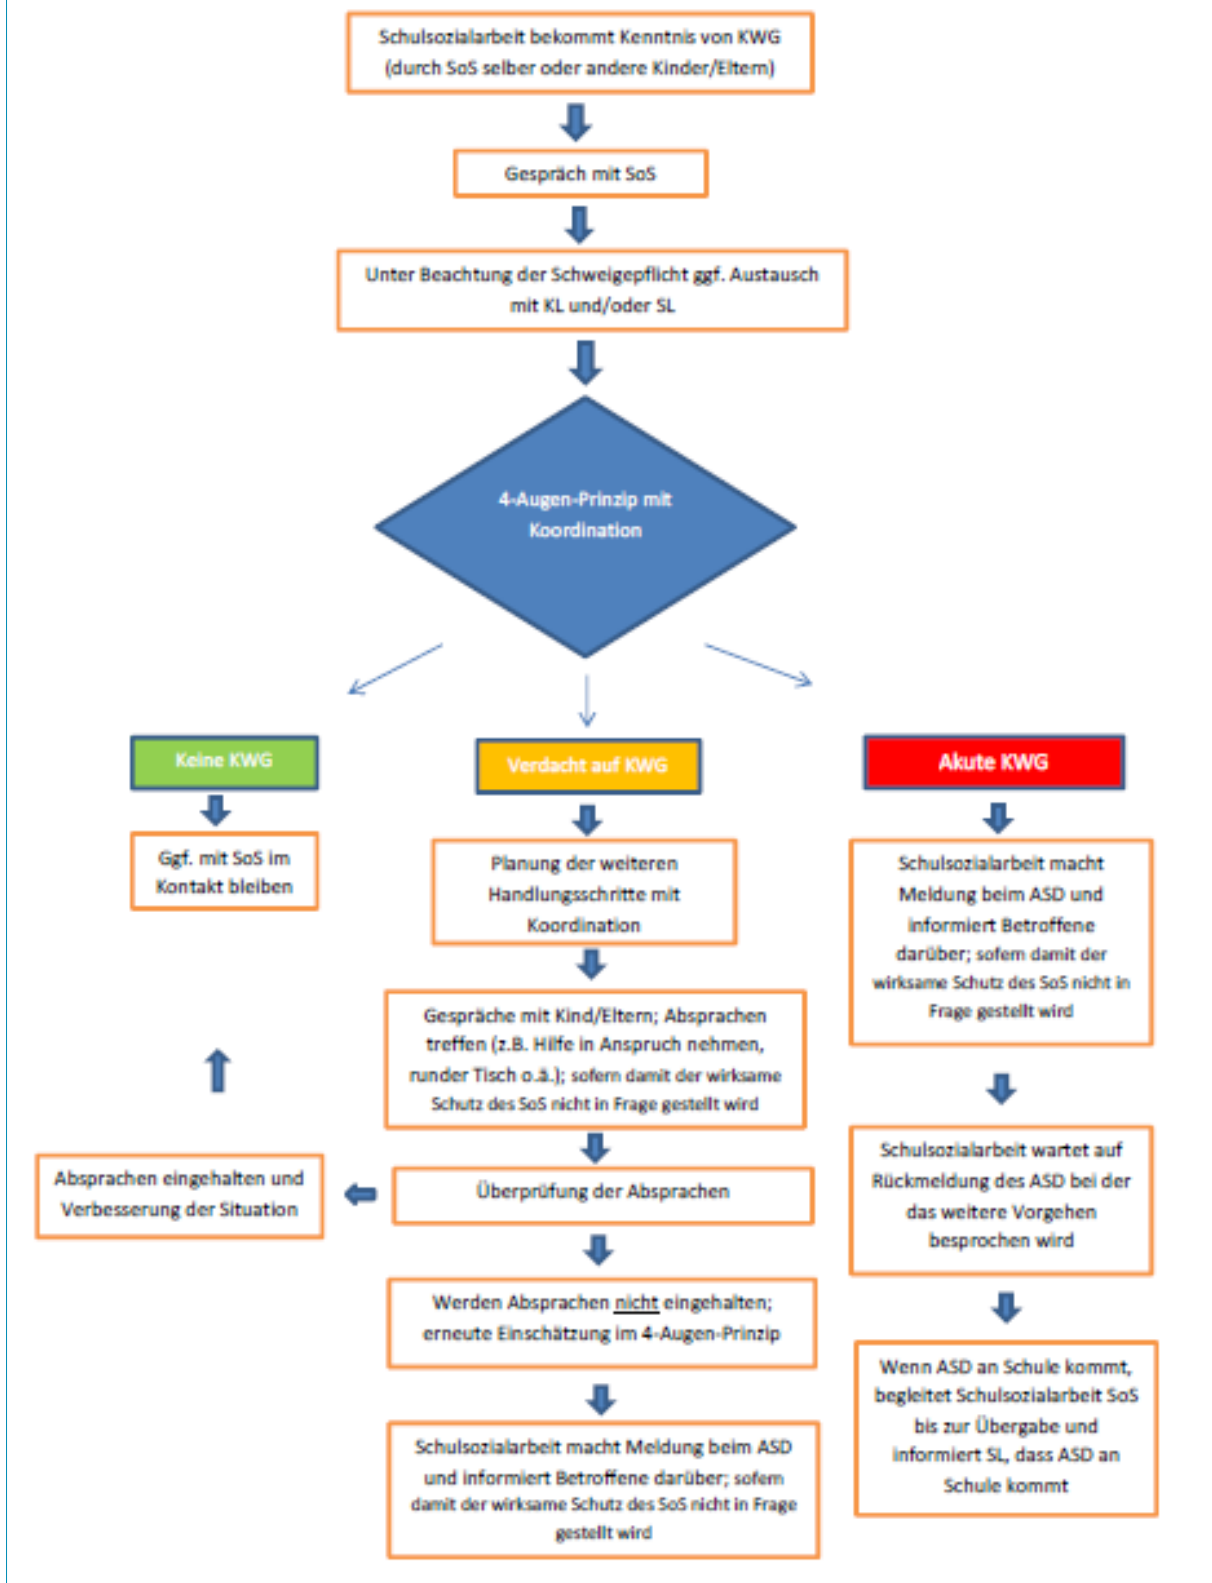 Schulsozialarbeit bekommt Kenntnis von KWG
(durch SoS selber oder andere Kinder/Eltern)
Gespräch mit SoS
Unter Beachtung der Schweigepflicht ggf. Austausch
mit KL und/oder SL
4-Augen-Prinzip mit
Koordination
Keine KWG
Ggf. mit SoS im
Kontakt bleiben
Verdacht auf KWG
Planung der weiteren
Handlungsschritte mit
Koordination
Gespräche mit Kind/Eltern; Absprachen
treffen (z.B. Hilfe in Anspruch nehmen,
runder Tisch o.ä.); sofern damit der wirksame
Schutz des SoS nicht in Frage gestellt wird
Überprüfung der Absprachen
Absprachen eingehalten und
Verbesserung der Situation
Werden Absprachen nicht eingehalten;
erneute Einschätzung im 4-Augen-Prinzip
Schulsozialarbeit macht Meldung beim ASD
und informiert Betroffene darüber; sofern
damit der wirksame Schutz des SoS nicht in Frage
gestellt wird
Akute KWG
Schulsozialarbeit macht
Meldung beim ASD und
informiert Betroffene
darüber; sofern damit der
wirksame Schutz des SoS nicht in
Frage gestellt wird
Schulsozialarbeit wartet auf
Rückmeldung des ASD bei der
das weitere Vorgehen
besprochen wird
Wenn ASD an Schule kommt,
begleitet Schulsozialarbeit SoS
bis zur Übergabe und
informiert SL, dass ASD an
Schule kommt